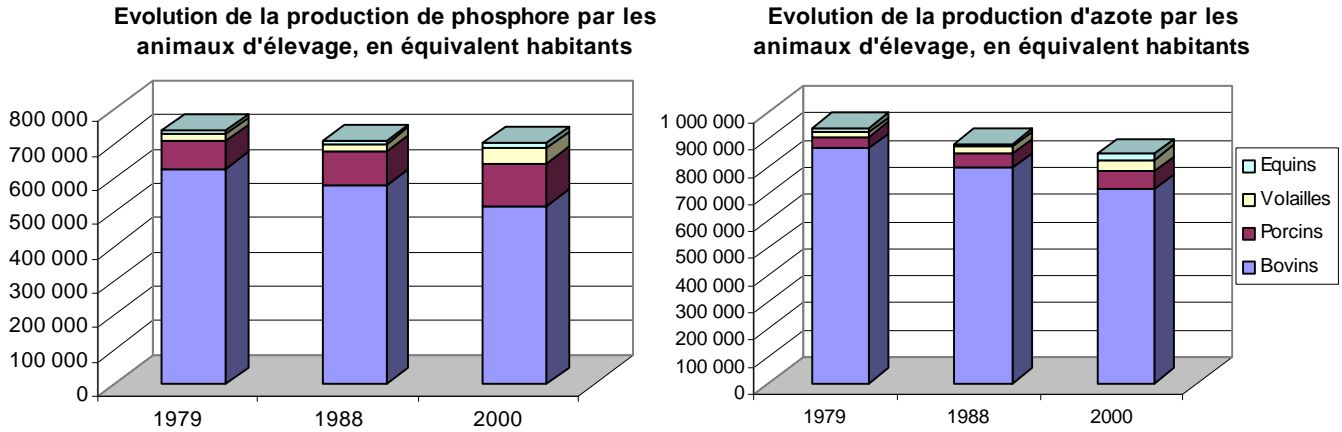 Evolution de la production de phosphore par les
animaux d'élevage, en équivalent habitants
800 000
700 000
600 000
500 000
400 000
300 000
200 000
100 000
0
1979
1988
2000
Evolution de la production d'azote par les
animaux d'élevage, en équivalent habitants
1 000 000
900 000
800 000
700 000
600 000
500 000
400 000
300 000
200 000
100 000
0
1979
1988
2000
Equins
Volailles
Porcins
Bovins